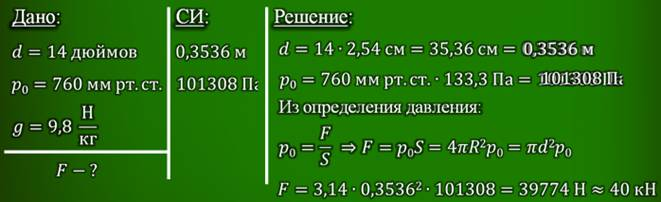 Дано:
d = 14 дюймов
p₀ = 760 мм рт. ст.
g = 9,8 Н/кг
F − ?
СИ:
0,3536 м
101308 Па
Решение:
d = 14 · 2,54 см = 35,36 см = 0,3536 м
p₀ = 760 мм рт. ст. · 133,3 Па = 101308 Па
Из определения давления:
p₀ = F/S ⇒ F = p₀S = 4πR²p₀ = πd²p₀
F = 3,14 · 0,3536² · 101308 = 39774 Н ≈ 40 кН